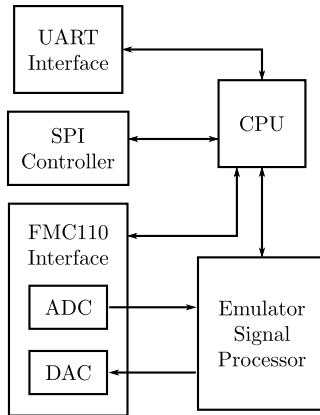 UART
Interface
CPU
SPI
Controller
FMC110
Interface
ADC
DAC
Emulator
Signal
Processor